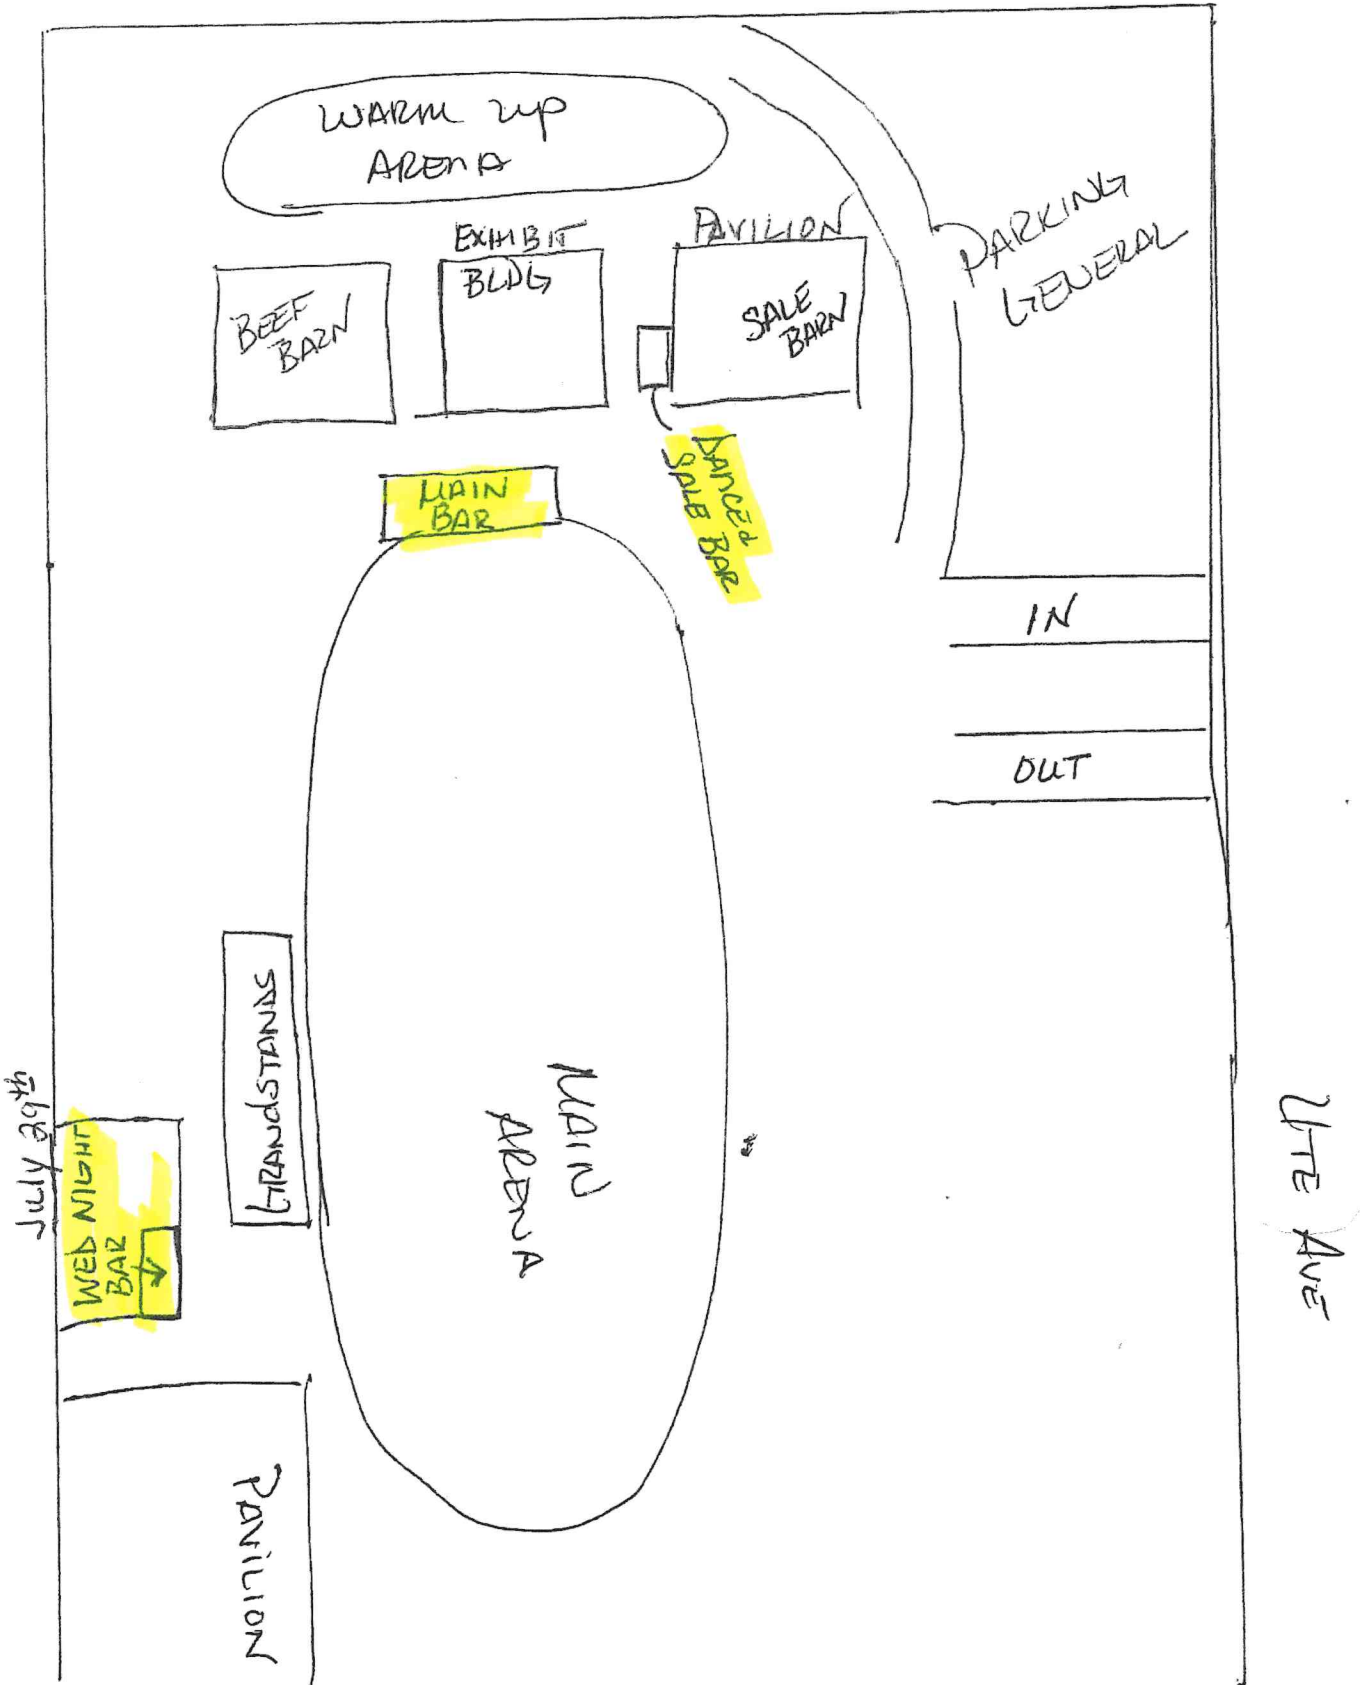 WARM UP
ARENA
EXHIBIT
BLDG
PAVILION
SALE
BARN
BEEF
BARN
PARKING
GENERAL
MAIN
BAR
DANCE &
SALE BAR
IN
OUT
GRANDSTANDS
MAIN
ARENA
July 29th
WED NIGHT
BAR
UTE AVE
PAVILION